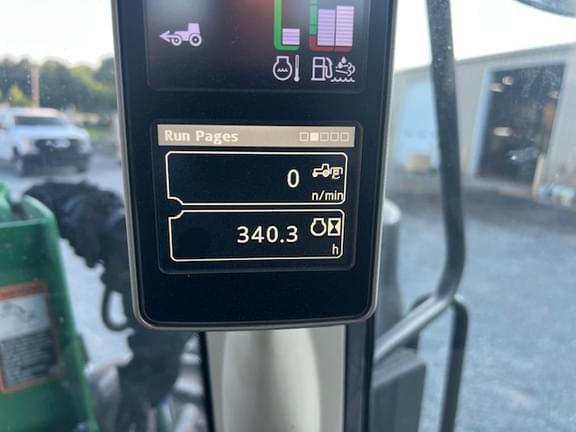 Run Pages
0
n/min
340.3
h